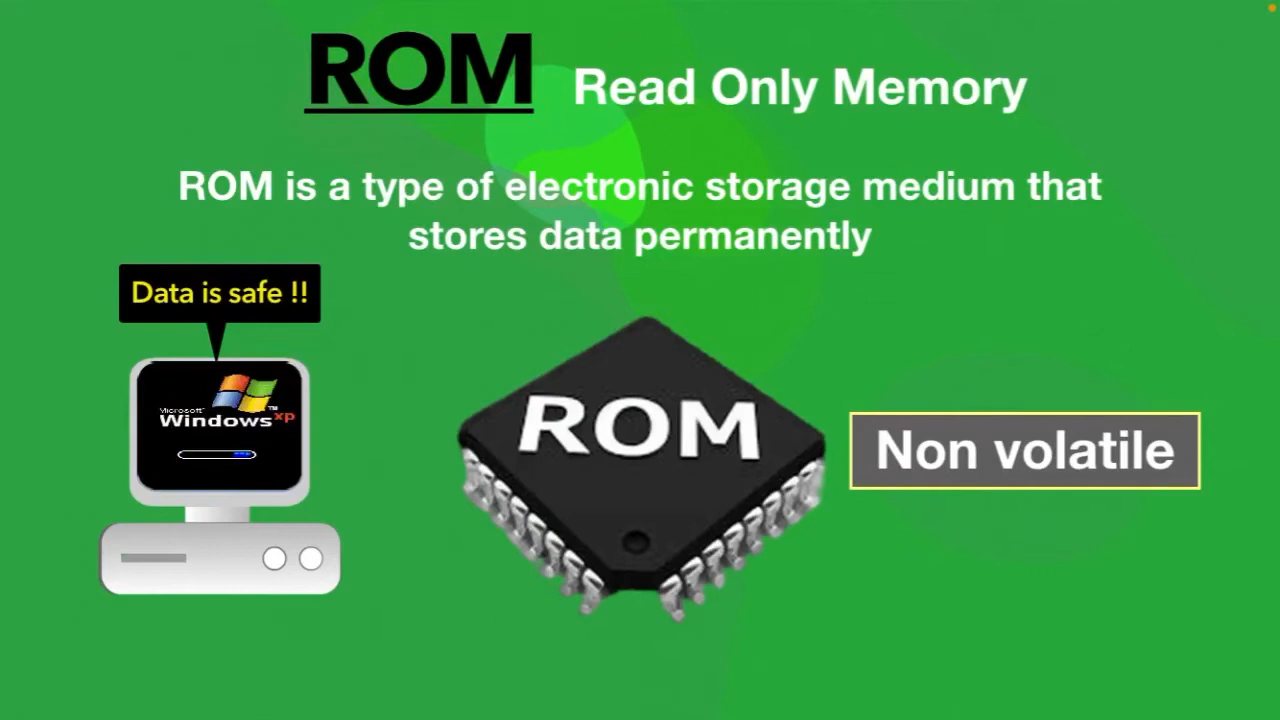 ROM Read Only Memory
ROM is a type of electronic storage medium that
stores data permanently
Data is safe !!
Microsoft
Windows xp
TM
ROM
Non volatile